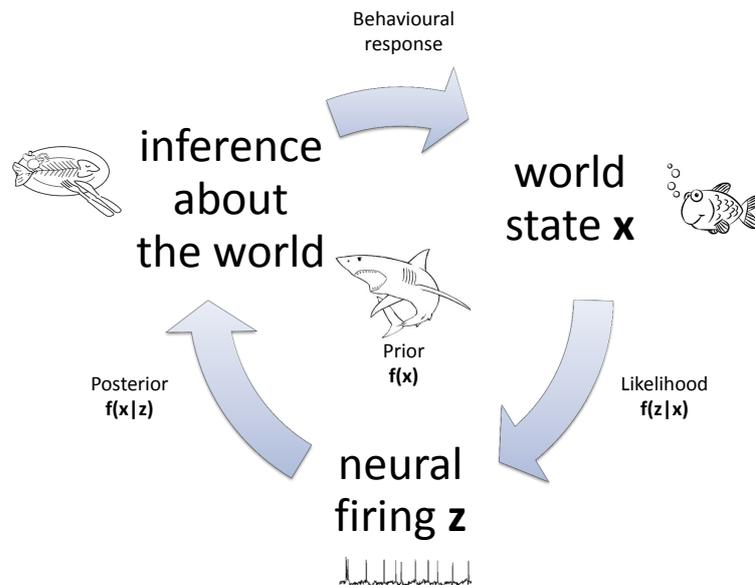 Behavioural
response
inference
about
the world
world
state x
Prior
f(x)
Posterior
f(x|z)
Likelihood
f(z|x)
neural
firing z